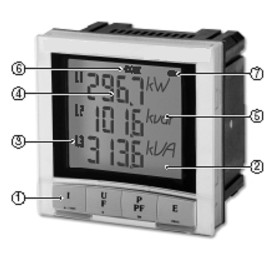 ⑥ COM ⑦
L1 296,7 kW
④
L2 101,6 kvar ⑤
③ L3 313,6 kVA
②
① I U F P PF E